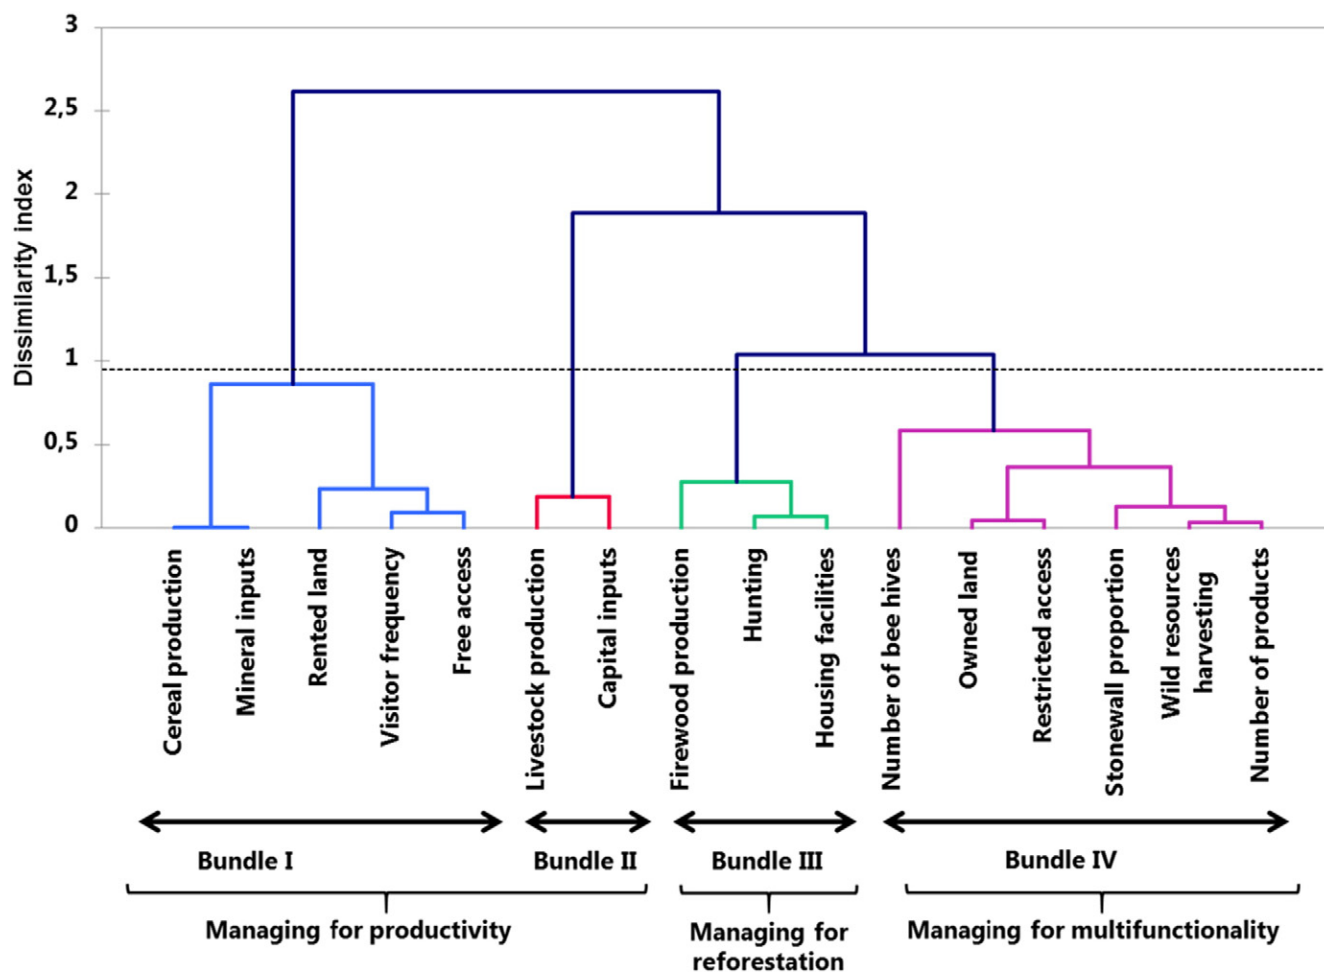 3
2,5
2
1,5
1
0,5
0
Dissimilarity index
Cereal production
Mineral inputs
Rented land
Visitor frequency
Free access
Livestock production
Capital inputs
Firewood production
Hunting
Housing facilities
Number of bee hives
Owned land
Restricted access
Stonewall proportion
Wild resources
harvesting
Number of products
Bundle I
Bundle II
Bundle III
Bundle IV
Managing for productivity
Managing for
reforestation
Managing for multifunctionality